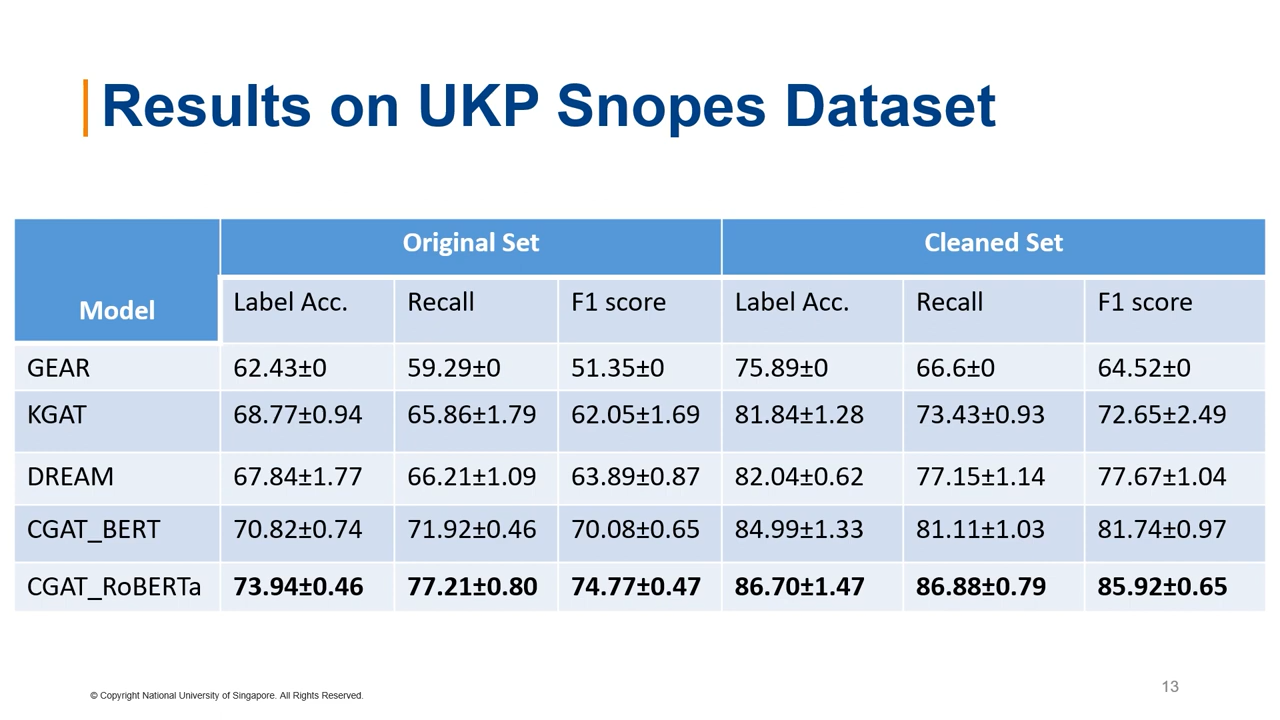 Results on UKP Snopes Dataset
Model Original Set Cleaned Set
Label Acc. Recall F1 score Label Acc. Recall F1 score
GEAR 62.43±0 59.29±0 51.35±0 75.89±0 66.6±0 64.52±0
KGAT 68.77±0.94 65.86±1.79 62.05±1.69 81.84±1.28 73.43±0.93 72.65±2.49
DREAM 67.84±1.77 66.21±1.09 63.89±0.87 82.04±0.62 77.15±1.14 77.67±1.04
CGAT_BERT 70.82±0.74 71.92±0.46 70.08±0.65 84.99±1.33 81.11±1.03 81.74±0.97
CGAT_RoBERTa 73.94±0.46 77.21±0.80 74.77±0.47 86.70±1.47 86.88±0.79 85.92±0.65
© Copyright National University of Singapore. All Rights Reserved.
13